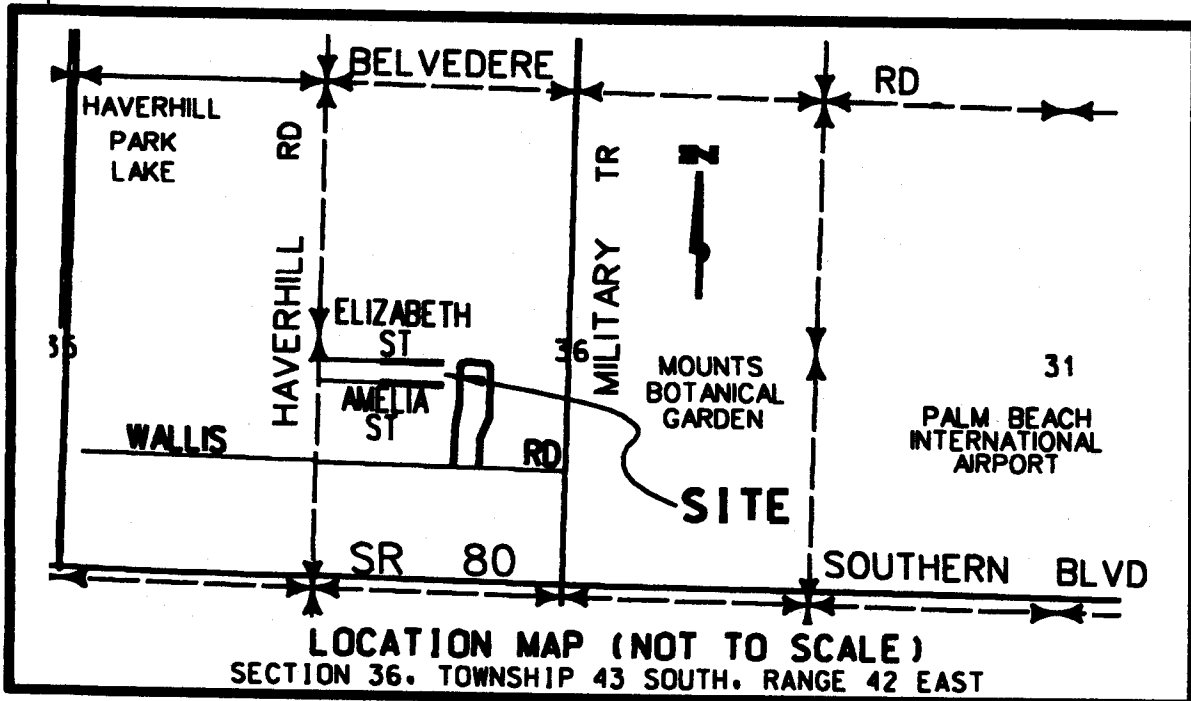 BELVEDERE RD
HAVERHILL
PARK
LAKE
HAVERHILL RD
MILITARY TR
N
ELIZABETH
ST
AMELIA
ST
36
MOUNTS
BOTANICAL
GARDEN
31
PALM BEACH
INTERNATIONAL
AIRPORT
WALLIS RD
SITE
SR 80
SOUTHERN BLVD
LOCATION MAP (NOT TO SCALE)
SECTION 36. TOWNSHIP 43 SOUTH. RANGE 42 EAST